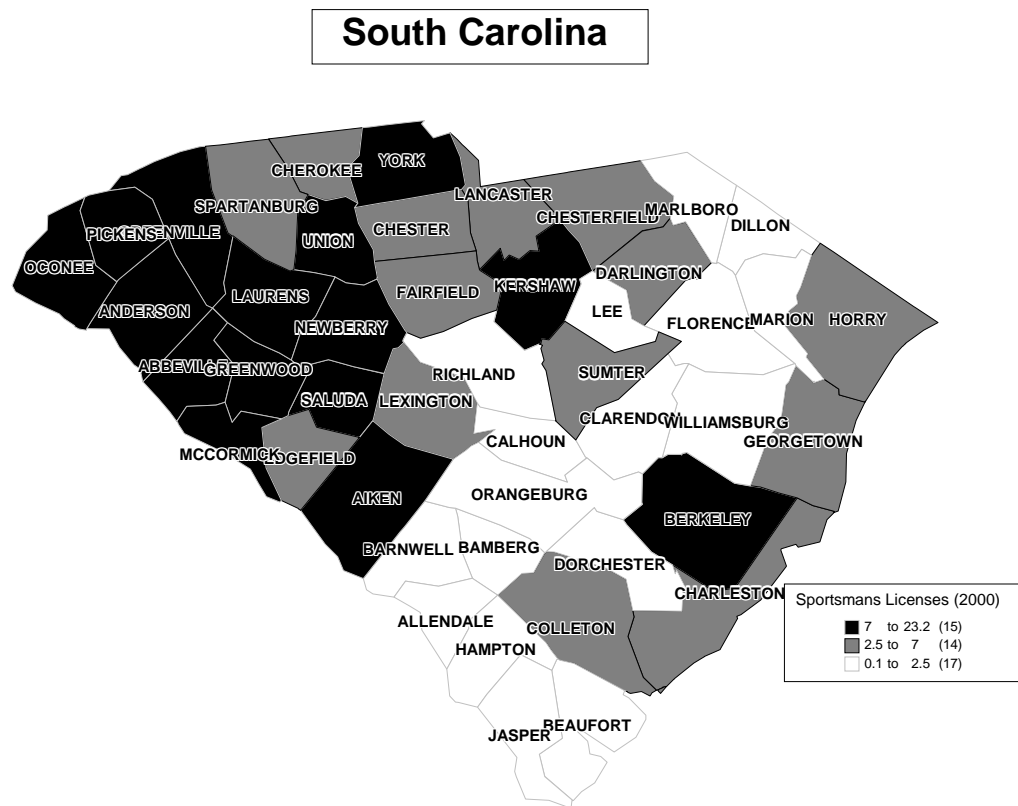 South Carolina
YORK
CHEROKEE
LANCASTER
SPARTANBURG
MARLBORO
CHESTERFIELD
DILLON
CHESTER
PICKENS
ENVILLE
UNION
OCONEE
DARLINGTON
KERSHAW
FAIRFIELD
LAURENS
ANDERSON
LEE
NEWBERRY
FLORENCE
MARION
HORRY
ABBEVILLE
GREENWOOD
RICHLAND
SUMTER
SALUDA
LEXINGTON
CLARENDON
WILLIAMSBURG
CALHOUN
GEORGETOWN
MCCORMICK
EDGEFIELD
AIKEN
ORANGEBURG
BERKELEY
BARNWELL
BAMBERG
DORCHESTER
CHARLESTON
ALLENDALE
COLLETON
HAMPTON
BEAUFORT
JASPER
Sportsmans Licenses (2000)
7 to 23.2 (15)
2.5 to 7 (14)
0.1 to 2.5 (17)